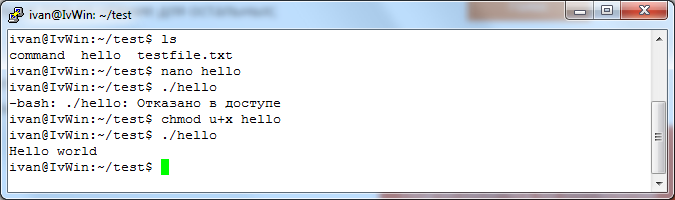 ivan@IvWin: ~/test
ivan@IvWin:~/test$ ls
command  hello  testfile.txt
ivan@IvWin:~/test$ nano hello
ivan@IvWin:~/test$ ./hello
-bash: ./hello: Отказано в доступе
ivan@IvWin:~/test$ chmod u+x hello
ivan@IvWin:~/test$ ./hello
Hello world
ivan@IvWin:~/test$